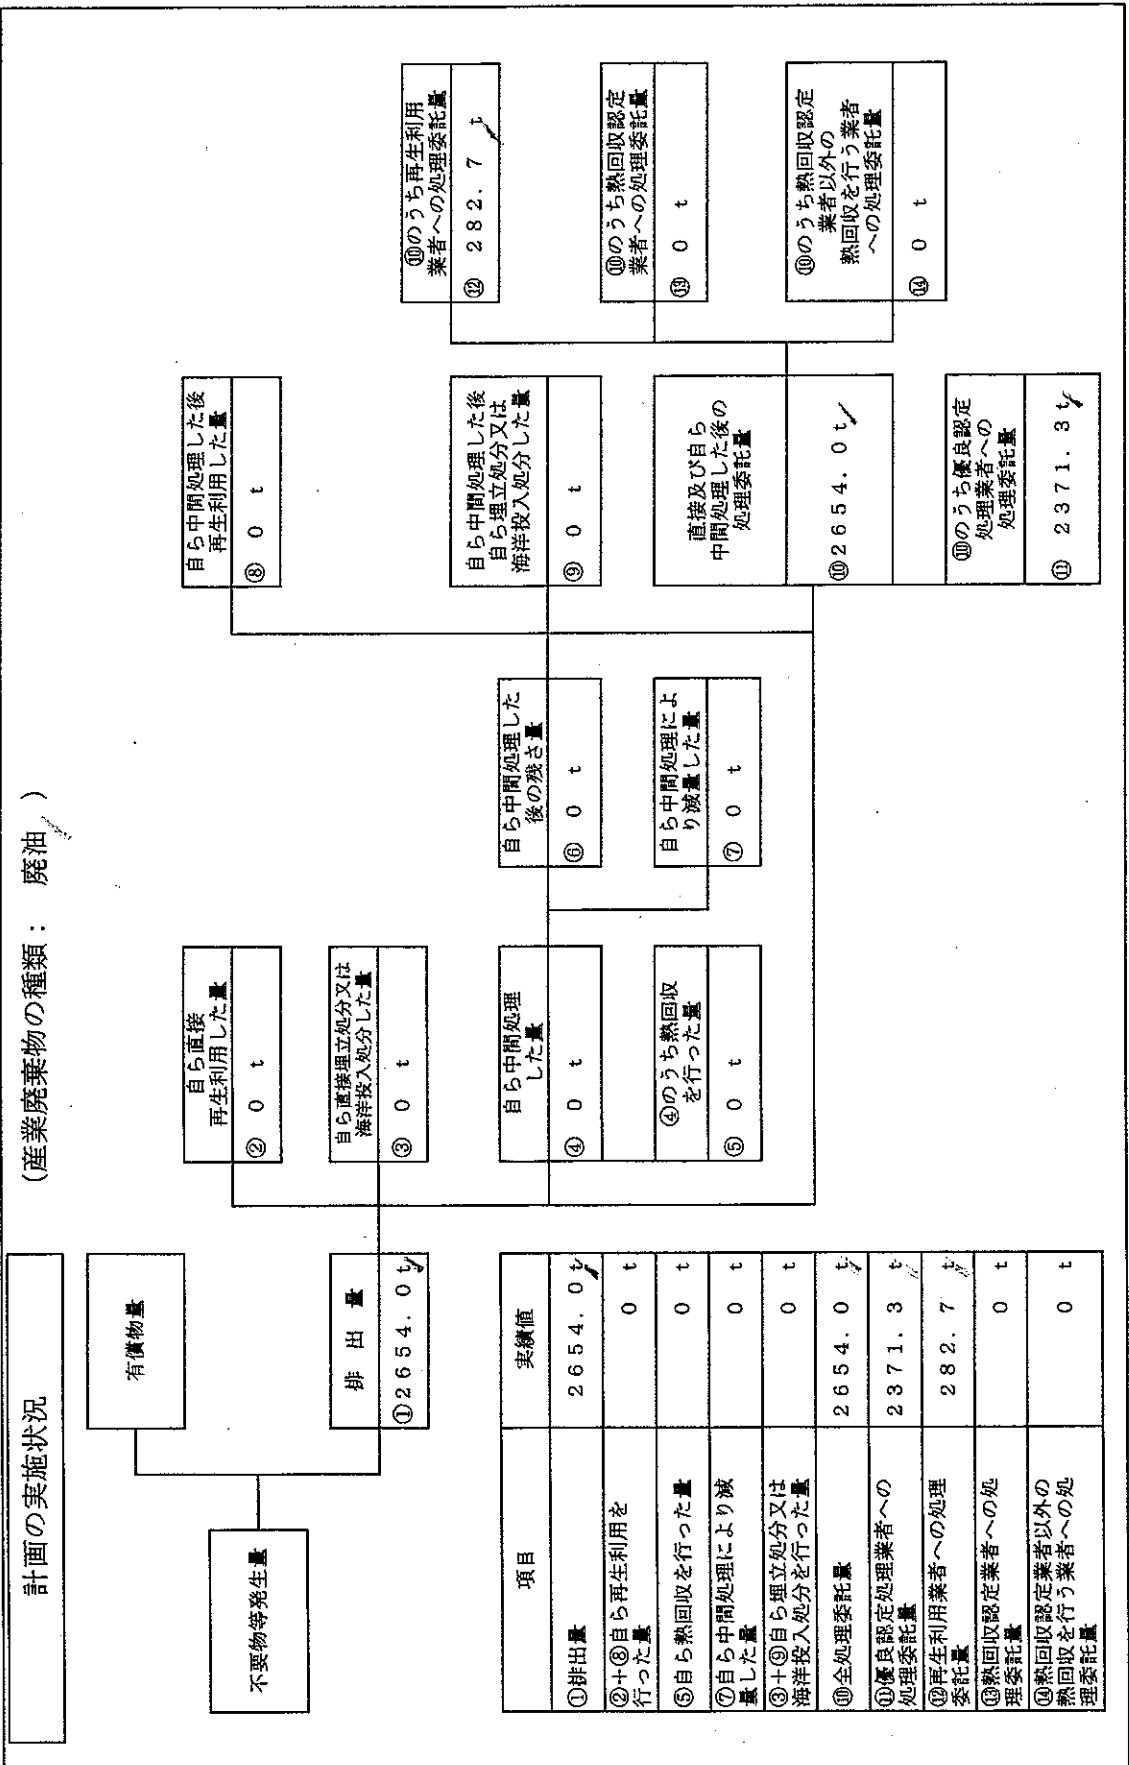 計画の実施状況
(産業廃棄物の種類： 廃油 )
不要物等発生量
有償物量
排 出 量
①2654.0t
自ら直接
再生利用した量
② 0 t
自ら直接埋立処分又は
海洋投入処分した量
③ 0 t
自ら中間処理
した量
④ 0 t
④のうち熱回収
を行った量
⑤ 0 t
自ら中間処理した
後の残さ量
⑥ 0 t
自ら中間処理によ
り減量した量
⑦ 0 t
自ら中間処理した後
再生利用した量
⑧ 0 t
自ら中間処理した後
自ら埋立処分又は
海洋投入処分した量
⑨ 0 t
直接及び自ら
中間処理した後の
処理委託量
⑩2654.0t
⑩のうち優良認定
処理業者への
処理委託量
⑪ 2371.3t
⑩のうち再生利用
業者への処理委託量
⑫ 282.7 t
⑩のうち熱回収認定
業者への処理委託量
⑬ 0 t
⑩のうち熱回収認定
業者以外の
熱回収を行う業者
への処理委託量
⑭ 0 t
項目 実績値
①排出量 2654.0t
②+⑧自ら再生利用を
行った量 0 t
⑤自ら熱回収を行った量 0 t
⑦自ら中間処理により減
量した量 0 t
③+⑨自ら埋立処分又は
海洋投入処分を行った量 0 t
⑩全処理委託量 2654.0 t
⑪優良認定処理業者への
処理委託量 2371.3 t
⑫再生利用業者への処理
委託量 282.7 t
⑬熱回収認定業者への処
理委託量 0 t
⑭熱回収認定業者以外の
熱回収を行う業者への処
理委託量 0 t